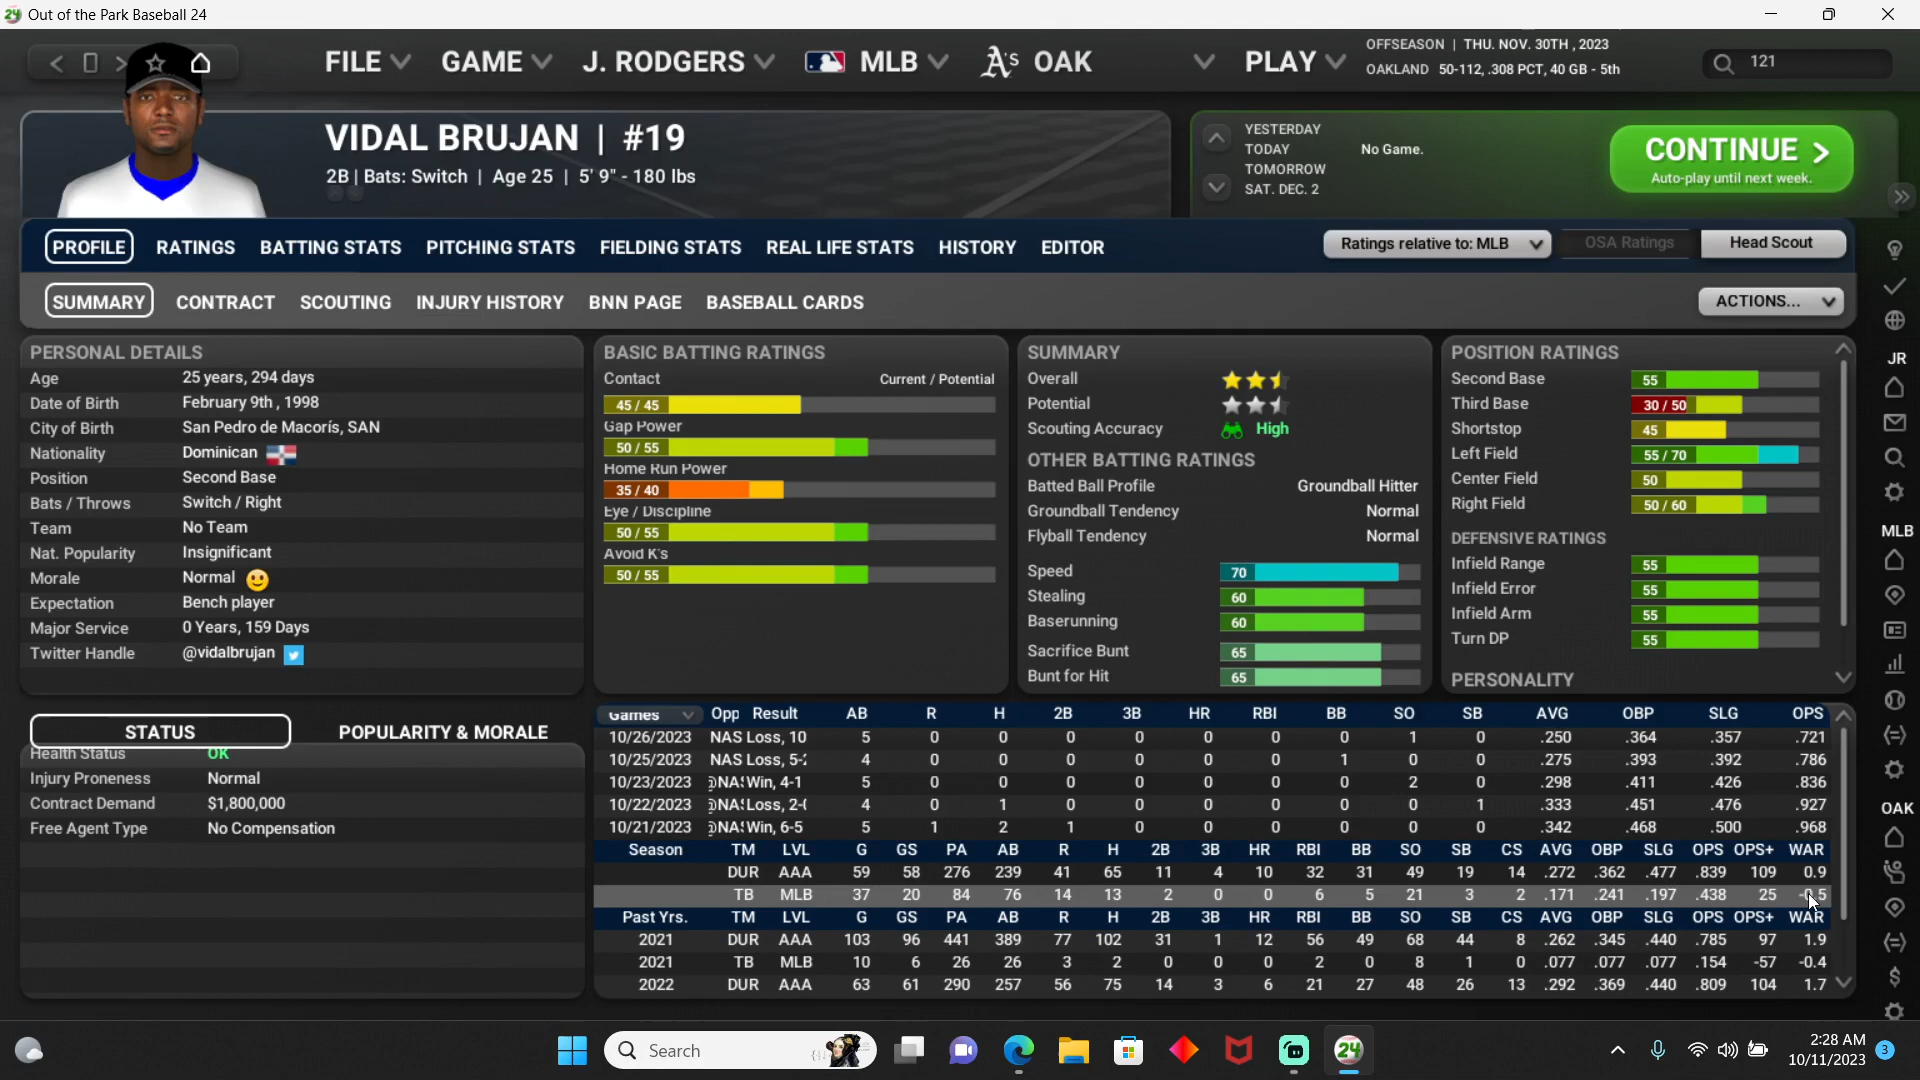 Out of the Park Baseball 24
FILE GAME J. RODGERS MLB A's OAK PLAY
OFFSEASON | THU. NOV. 30TH , 2023
OAKLAND 50-112, .308 PCT, 40 GB - 5th
121
VIDAL BRUJAN | #19
2B | Bats: Switch | Age 25 | 5' 9" - 180 lbs
YESTERDAY
TODAY No Game.
TOMORROW
SAT. DEC. 2
CONTINUE >
Auto-play until next week.
PROFILE RATINGS BATTING STATS PITCHING STATS FIELDING STATS REAL LIFE STATS HISTORY EDITOR
Ratings relative to: MLB OSA Ratings Head Scout
SUMMARY CONTRACT SCOUTING INJURY HISTORY BNN PAGE BASEBALL CARDS
ACTIONS...
PERSONAL DETAILS
Age 25 years, 294 days
Date of Birth February 9th , 1998
City of Birth San Pedro de Macorís, SAN
Nationality Dominican
Position Second Base
Bats / Throws Switch / Right
Team No Team
Nat. Popularity Insignificant
Morale Normal
Expectation Bench player
Major Service 0 Years, 159 Days
Twitter Handle @vidalbrujan
BASIC BATTING RATINGS
Contact Current / Potential
45 / 45
Gap Power
50 / 55
Home Run Power
35 / 40
Eye / Discipline
50 / 55
Avoid K's
50 / 55
SUMMARY
Overall
Potential
Scouting Accuracy High
OTHER BATTING RATINGS
Batted Ball Profile Groundball Hitter
Groundball Tendency Normal
Flyball Tendency Normal
Speed 70
Stealing 60
Baserunning 60
Sacrifice Bunt 65
Bunt for Hit 65
POSITION RATINGS
Second Base 55
Third Base 30 / 50
Shortstop 45
Left Field 55 / 70
Center Field 50
Right Field 50 / 60
DEFENSIVE RATINGS
Infield Range 55
Infield Error 55
Infield Arm 55
Turn DP 55
PERSONALITY
JR
MLB
OAK
STATUS POPULARITY & MORALE
Health Status OK
Injury Proneness Normal
Contract Demand $1,800,000
Free Agent Type No Compensation
Games Opp Result AB R H 2B 3B HR RBI BB SO SB AVG OBP SLG OPS
10/26/2023 NAS Loss, 10 5 0 0 0 0 0 0 0 1 0 .250 .364 .357 .721
10/25/2023 NAS Loss, 5- 4 0 0 0 0 0 0 1 0 0 .275 .393 .392 .786
10/23/2023 @NAS Win, 4-1 5 0 0 0 0 0 0 0 2 0 .298 .411 .426 .836
10/22/2023 @NAS Loss, 2- 4 0 1 0 0 0 0 0 0 1 .333 .451 .476 .927
10/21/2023 @NAS Win, 6-5 5 1 2 1 0 0 0 0 0 0 .342 .468 .500 .968
Season TM LVL G GS PA AB R H 2B 3B HR RBI BB SO SB CS AVG OBP SLG OPS OPS+ WAR
DUR AAA 59 58 276 239 41 65 11 4 10 32 31 49 19 14 .272 .362 .477 .839 109 0.9
TB MLB 37 20 84 76 14 13 2 0 0 6 5 21 3 2 .171 .241 .197 .438 25 -0.5
Past Yrs. TM LVL G GS PA AB R H 2B 3B HR RBI BB SO SB CS AVG OBP SLG OPS OPS+ WAR
2021 DUR AAA 103 96 441 389 77 102 31 1 12 56 49 68 44 8 .262 .345 .440 .785 97 1.9
2021 TB MLB 10 6 26 26 3 2 0 0 0 2 0 8 1 0 .077 .077 .077 .154 -57 -0.4
2022 DUR AAA 63 61 290 257 56 75 14 3 6 21 27 48 26 13 .292 .369 .440 .809 104 1.7
Search
24
2:28 AM
10/11/2023
3